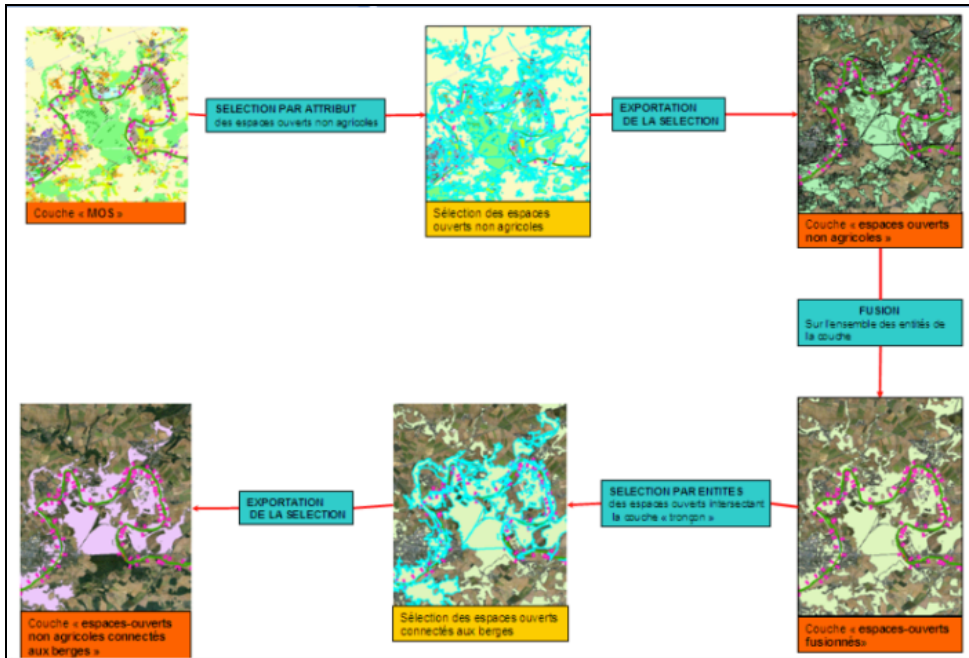 SELECTION PAR ATTRIBUT
des espaces ouverts non agricoles
EXPORTATION
DE LA SELECTION
Couche « MOS »
Sélection des espaces
ouverts non agricoles
Couche « espaces ouverts
non agricoles »
FUSION
Sur l'ensemble des entités de
la couche
EXPORTATION
DE LA SELECTION
SELECTION PAR ENTITES
des espaces ouverts intersectant
la couche « tronçon »
Couche « espaces-ouverts
non agricoles connectés
aux berges »
Sélection des espaces ouverts
connectés aux berges
Couche « espaces-ouverts
fusionnés»